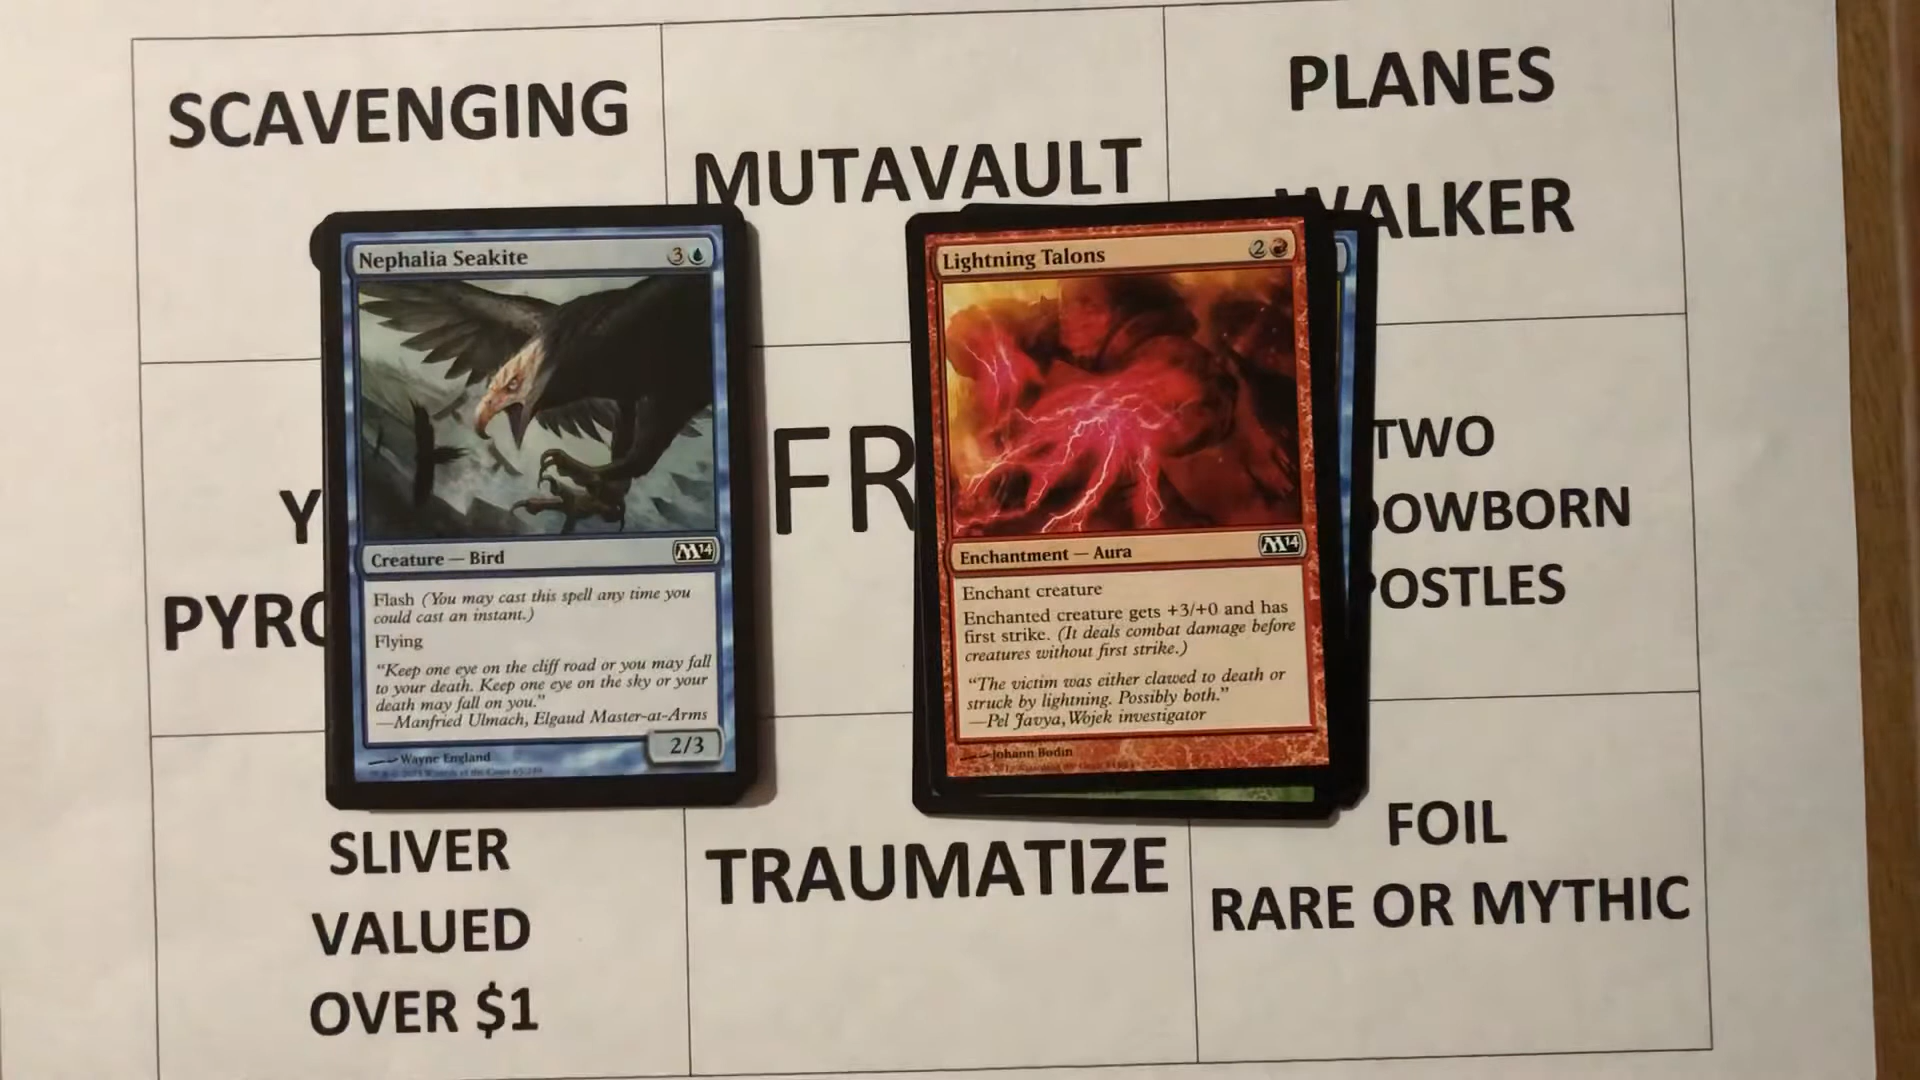 SCAVENGING
MUTAVAULT
PLANES
WALKER
Nephalia Seakite
3
Creature — Bird
M14
Flash (You may cast this spell any time you
could cast an instant.)
Flying
"Keep one eye on the cliff road or you may fall
to your death. Keep one eye on the sky or your
death may fall on you."
—Manfried Ulmach, Elgaud Master-at-Arms
2/3
Wayne England
Lightning Talons
2
Enchantment — Aura
M14
Enchant creature
Enchanted creature gets +3/+0 and has
first strike. (It deals combat damage before
creatures without first strike.)
"The victim was either clawed to death or
struck by lightning. Possibly both."
—Pel Javya, Wojek investigator
Johann Bodin
Y
PYRO
FR
TWO
OWBORN
OSTLES
SLIVER
VALUED
OVER $1
TRAUMATIZE
FOIL
RARE OR MYTHIC